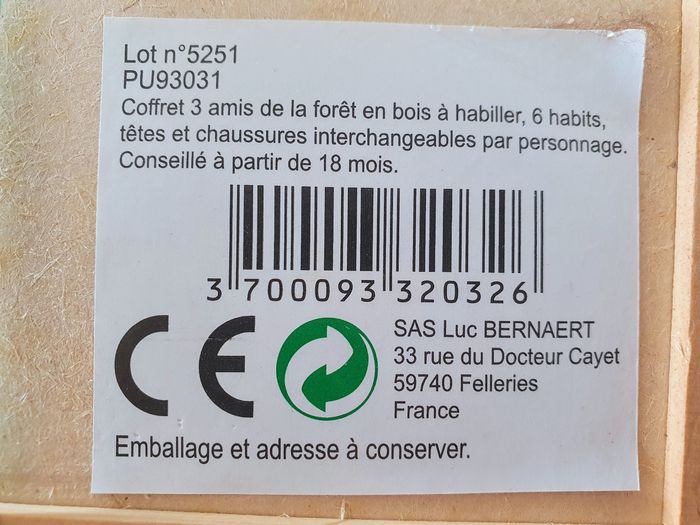 Lot n°5251
PU93031
Coffret 3 amis de la forêt en bois à habiller, 6 habits,
têtes et chaussures interchangeables par personnage.
Conseillé à partir de 18 mois.
3 700093 320326
CE
SAS Luc BERNAERT
33 rue du Docteur Cayet
59740 Felleries
France
Emballage et adresse à conserver.